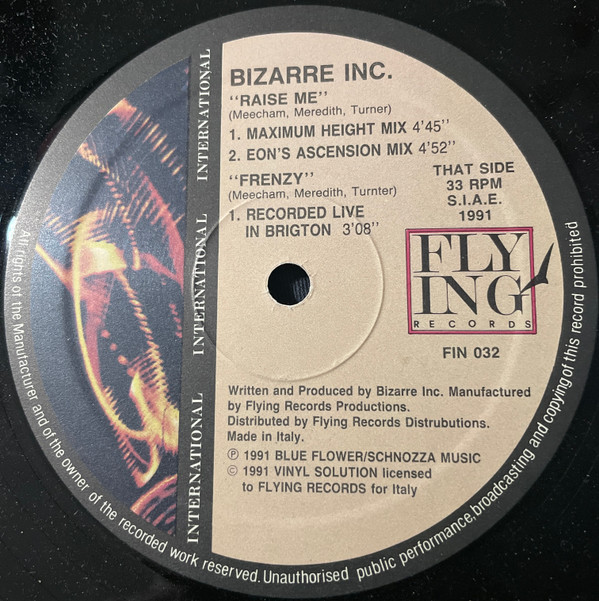 BIZARRE INC.
"RAISE ME"
(Meecham, Meredith, Turner)
1. MAXIMUM HEIGHT MIX 4'45"
2. EON'S ASCENSION MIX 4'52"
"FRENZY"
(Meecham, Meredith, Turnter)
1. RECORDED LIVE
IN BRIGTON 3'08"
THAT SIDE
33 RPM
S.I.A.E.
1991
FLY
ING
RECORDS
FIN 032
Written and Produced by Bizarre Inc. Manufactured
by Flying Records Productions.
Distributed by Flying Records Distrubutions.
Made in Italy.
℗ 1991 BLUE FLOWER/SCHNOZZA MUSIC
© 1991 VINYL SOLUTION licensed
to FLYING RECORDS for Italy
INTERNATIONAL
INTERNATIONAL
INTERNATIONAL
All rights of the Manufacturer and of the owner of the recorded work reserved. Unauthorised public performance, broadcasting and copying of this record prohibited